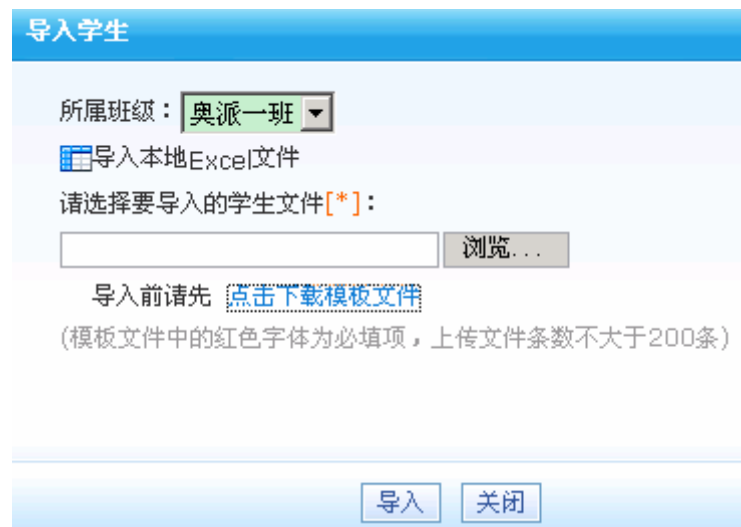 导入学生
所属班级：奥派一班
导入本地Excel文件
请选择要导入的学生文件[*]：
浏览...
导入前请先 点击下载模板文件
(模板文件中的红色字体为必填项，上传文件条数不大于200条)
导入 关闭